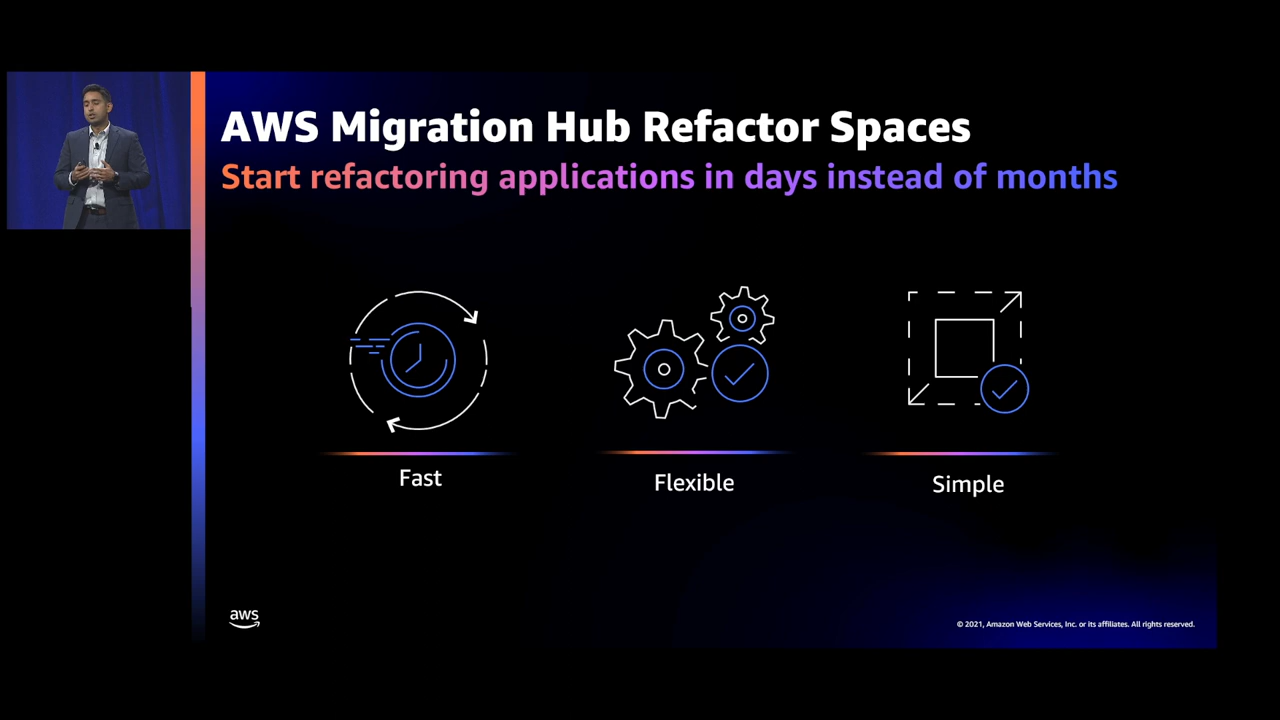 AWS Migration Hub Refactor Spaces
Start refactoring applications in days instead of months
Fast
Flexible
Simple
aws
© 2021, Amazon Web Services, Inc. or its affiliates. All rights reserved.